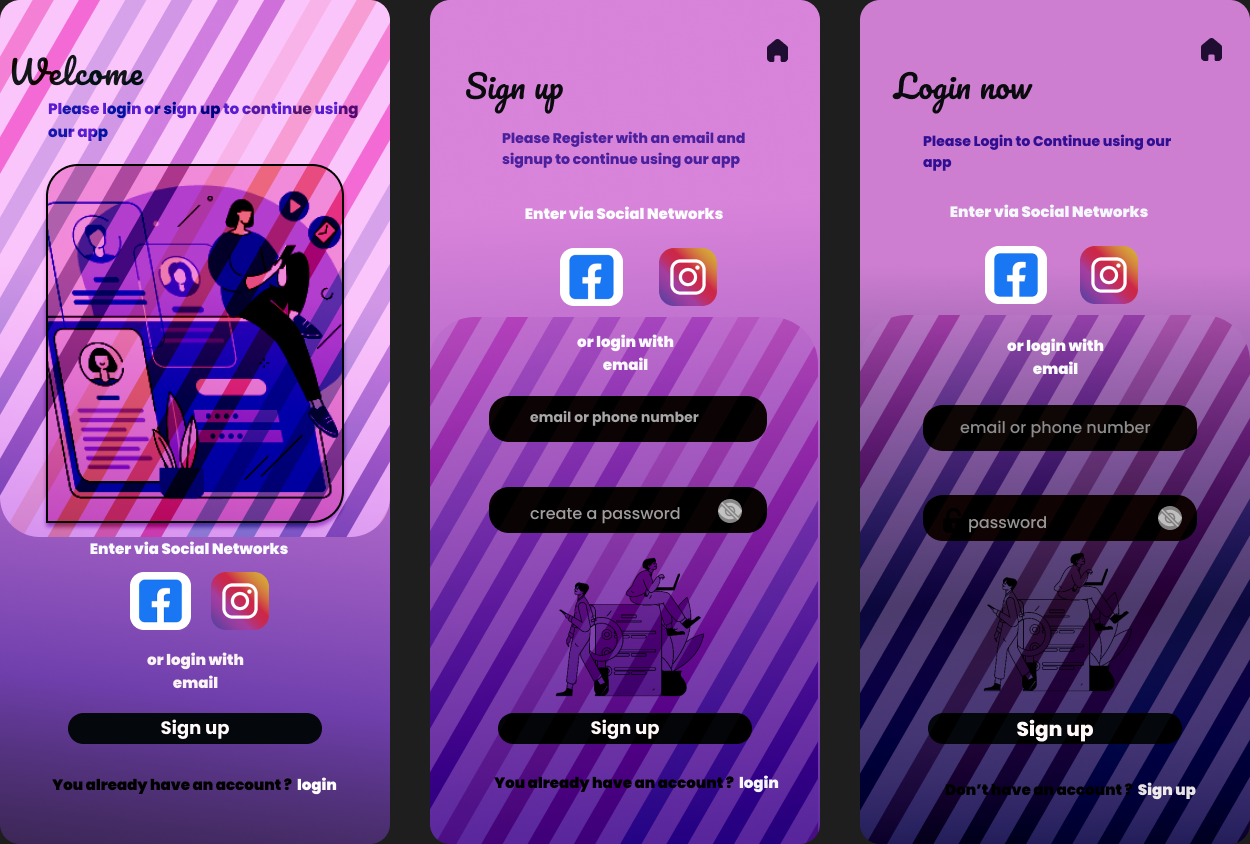 Welcome
Please login or sign up to continue using
our app
Enter via Social Networks
or login with
email
Sign up
You already have an account ? login
Sign up
Please Register with an email and
signup to continue using our app
Enter via Social Networks
or login with
email
email or phone number
create a password
Sign up
You already have an account ? login
Login now
Please Login to Continue using our
app
Enter via Social Networks
or login with
email
email or phone number
password
Sign up
Don't have an account ? Sign up